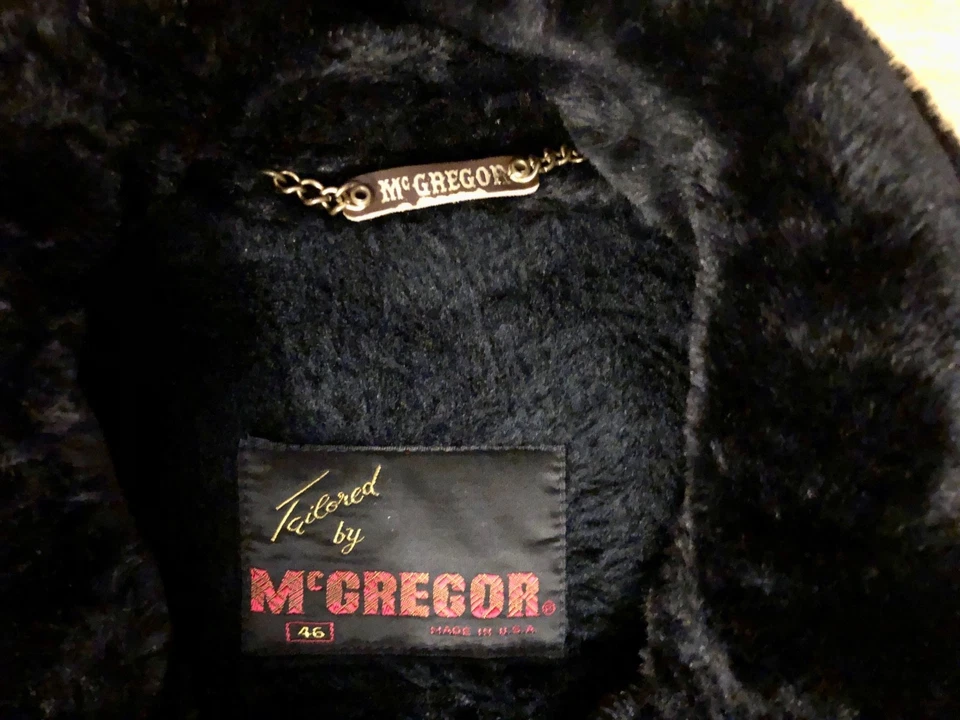 McGREGOR
Tailored
by
McGREGOR®
46
MADE IN U.S.A.